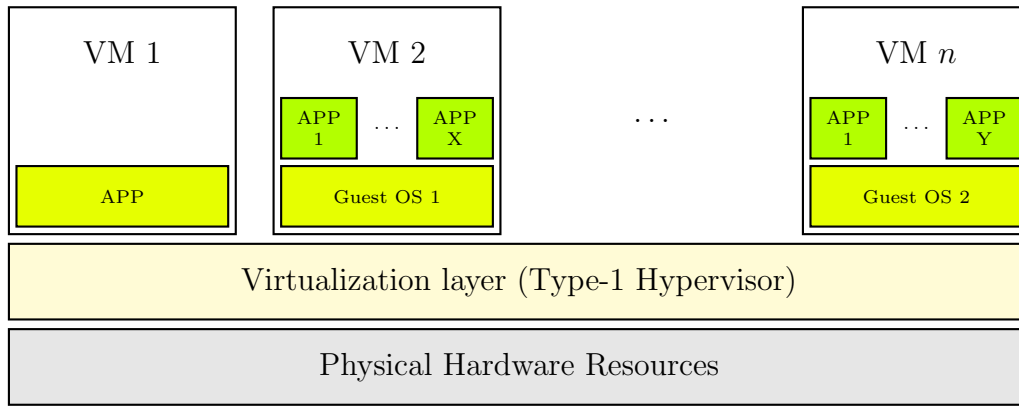 VM 1
VM 2
VM n
APP
1
...
APP
X
...
APP
1
...
APP
Y
APP
Guest OS 1
Guest OS 2
Virtualization layer (Type-1 Hypervisor)
Physical Hardware Resources